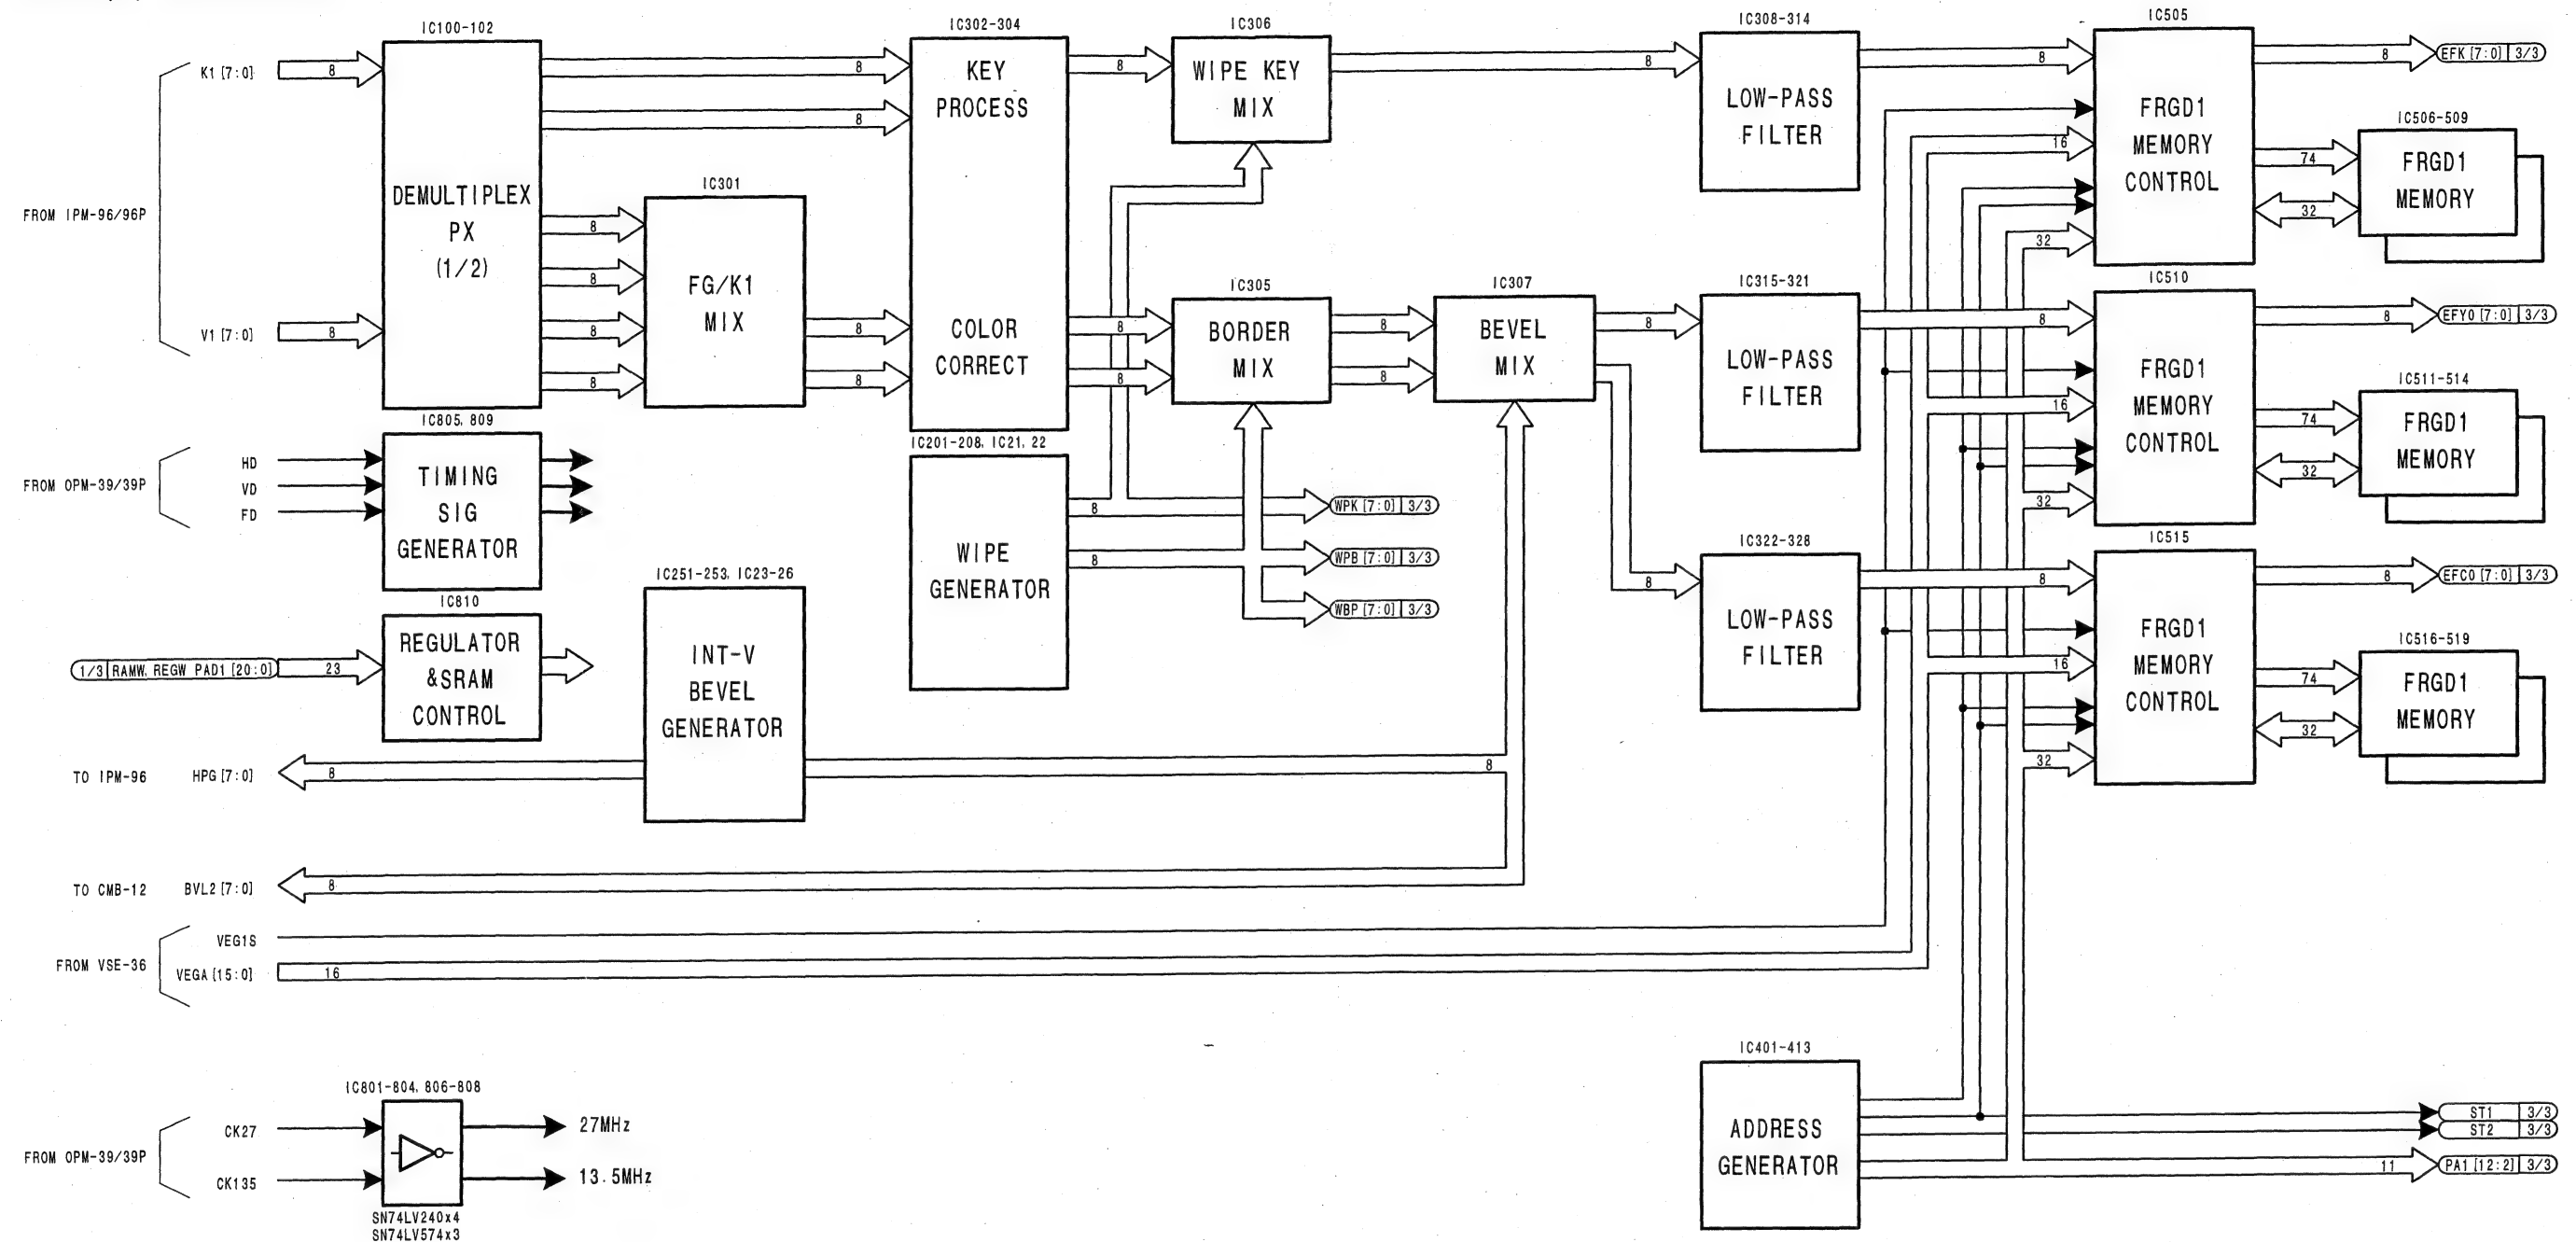 IC100-102
IC302-304
IC306
IC308-314
IC505
K1 [7:0]
8
DEMULTIPLEX
PX
(1/2)
8
8
KEY
PROCESS
COLOR
CORRECT
8
WIPE KEY
MIX
8
LOW-PASS
FILTER
8
16
32
FRGD1
MEMORY
CONTROL
8
EFK [7:0] 3/3
74
32
IC506-509
FRGD1
MEMORY
FROM IPM-96/96P
V1 [7:0]
8
8
8
8
8
IC301
FG/K1
MIX
8
8
8
8
IC305
BORDER
MIX
8
8
IC307
BEVEL
MIX
8
8
IC315-321
LOW-PASS
FILTER
8
16
32
IC510
FRGD1
MEMORY
CONTROL
8
EFY0 [7:0] 3/3
74
32
IC511-514
FRGD1
MEMORY
FROM OPM-39/39P
HD
VD
FD
IC805, 809
TIMING
SIG
GENERATOR
IC201-208, IC21, 22
WIPE
GENERATOR
8
8
WPK [7:0] 3/3
WPB [7:0] 3/3
WBP [7:0] 3/3
IC322-328
LOW-PASS
FILTER
8
16
32
IC515
FRGD1
MEMORY
CONTROL
8
EFC0 [7:0] 3/3
74
32
IC516-519
FRGD1
MEMORY
1/3 RAMW, REGW PAD1 [20:0]
23
IC810
REGULATOR
&SRAM
CONTROL
IC251-253, IC23-26
INT-V
BEVEL
GENERATOR
8
TO IPM-96 HPG [7:0]
8
TO CMB-12 BVL2 [7:0]
8
FROM VSE-36
VEG1S
VEGA [15:0]
16
IC401-413
ADDRESS
GENERATOR
ST1 3/3
ST2 3/3
11
PA1 [12:2] 3/3
FROM OPM-39/39P
CK27
CK135
IC801-804, 806-808
27MHz
13.5MHz
SN74LV240x4
SN74LV574x3